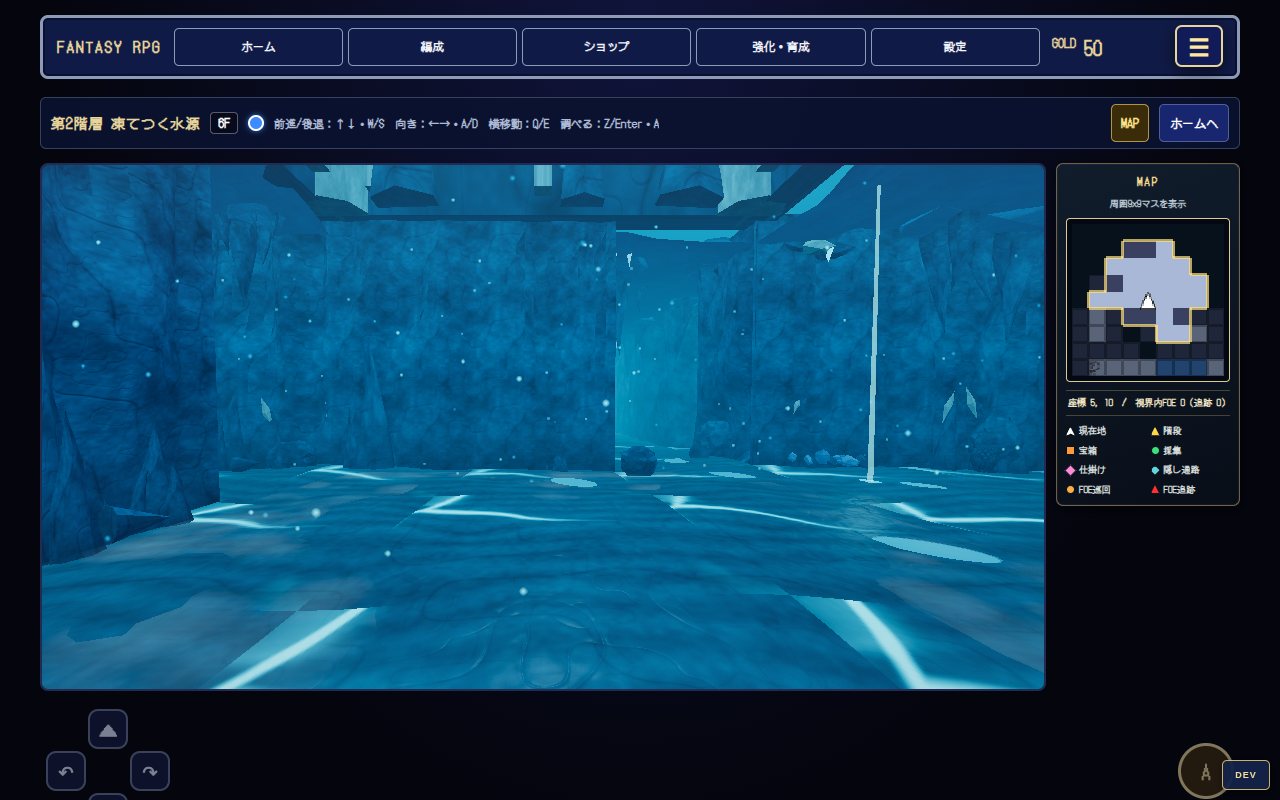 FANTASY RPG
ホーム
編成
ショップ
強化・育成
設定
GOLD 50
第2階層 凍てつく水源
6F
前進/後退：↑↓・W/S 向き：←→・A/D 横移動：Q/E 調べる：Z/Enter・A
MAP
ホームへ
MAP
周囲9x9マスを表示
座標 5, 10 / 視界内FOE 0（追跡 0）
現在地
階段
宝箱
採集
仕掛け
隠し通路
FOE巡回
FOE追跡
A
DEV